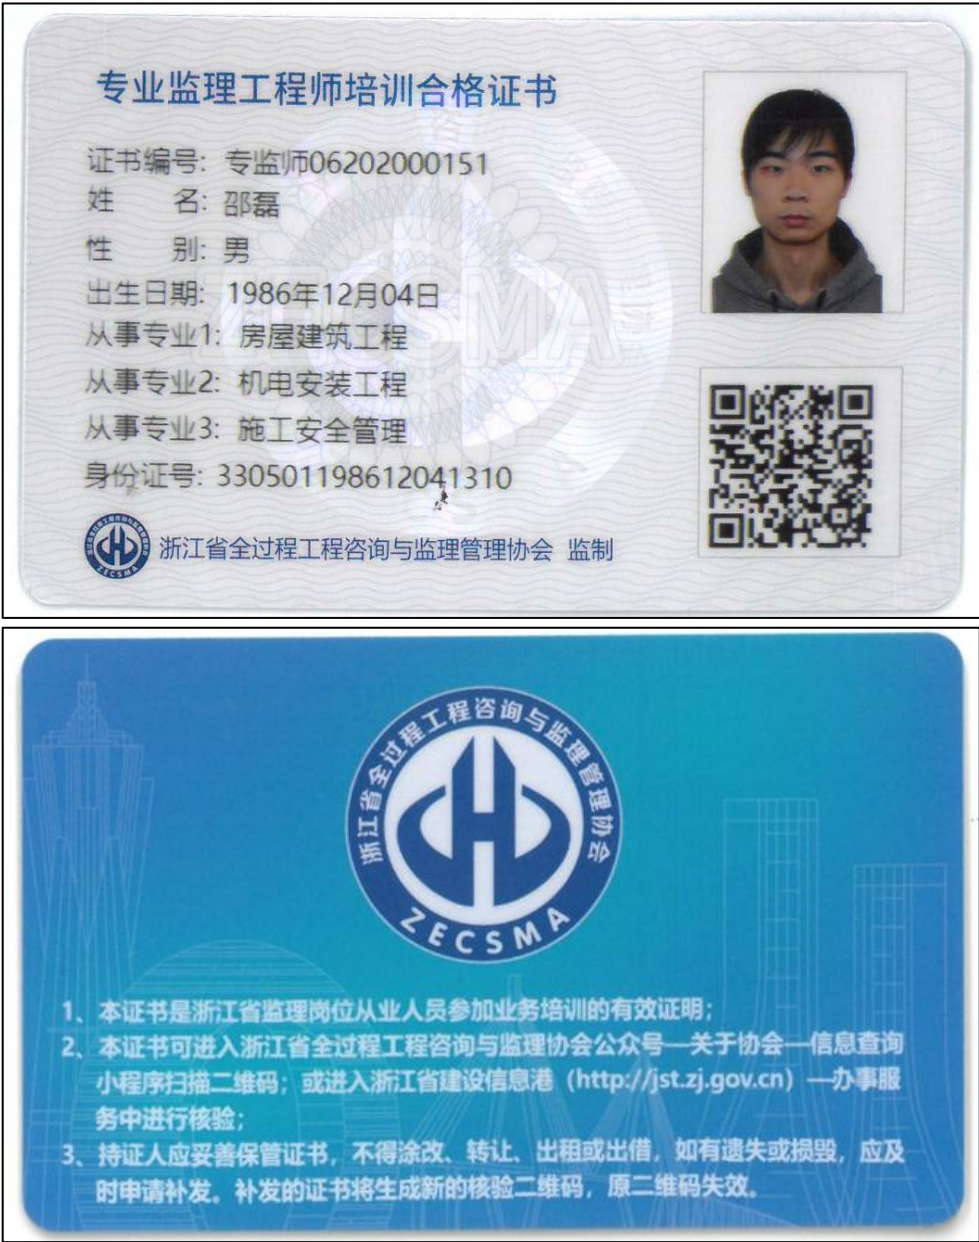 专业监理工程师培训合格证书
证书编号: 专监师06202000151
姓 名: 邵磊
性 别: 男
出生日期: 1986年12月04日
从事专业1: 房屋建筑工程
从事专业2: 机电安装工程
从事专业3: 施工安全管理
身份证号: 330501198612041310
浙江省全过程工程咨询与监理管理协会 监制
ZECSMA
浙江省全过程工程咨询与监理管理协会
ZECSMA
1、本证书是浙江省监理岗位从业人员参加业务培训的有效证明；
2、本证书可进入浙江省全过程工程咨询与监理协会公众号—关于协会—信息查询
小程序扫描二维码；或进入浙江省建设信息港（http://jst.zj.gov.cn）—办事服
务中进行核验；
3、持证人应妥善保管证书，不得涂改、转让、出租或出借，如有遗失或损毁，应及
时申请补发。补发的证书将生成新的核验二维码，原二维码失效。